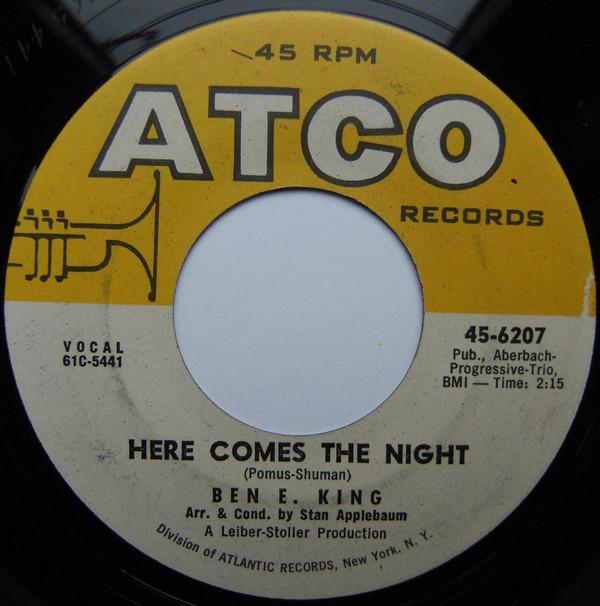 45 RPM
ATCO
RECORDS
VOCAL
61C-5441
45-6207
Pub., Aberbach-
Progressive-Trio,
BMI — Time: 2:15
HERE COMES THE NIGHT
(Pomus-Shuman)
BEN E. KING
Arr. & Cond. by Stan Applebaum
A Leiber-Stoller Production
Division of ATLANTIC RECORDS, New York, N. Y.